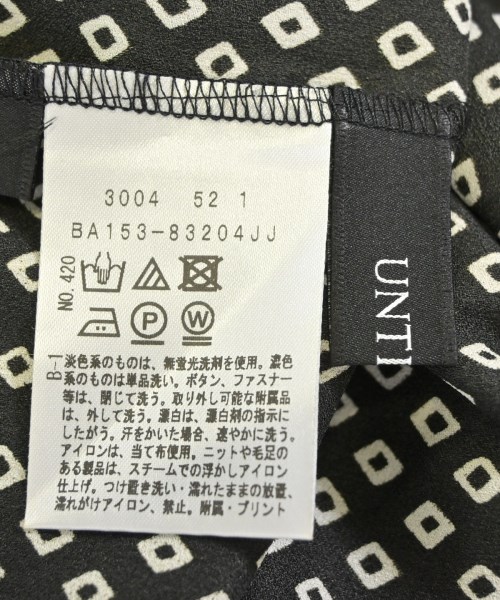 3004 52 1
BA153-83204JJ
NO.420
P W
B-1
淡色系のものは、無蛍光洗剤を使用。濃色
系のものは単品洗い。ボタン、ファスナー
等は、閉じて洗う。取り外し可能な附属品
は、外して洗う。漂白は、漂白剤の指示に
したがう。汗をかいた場合、速やかに洗う。
アイロンは、当て布使用。ニットや毛足の
ある製品は、スチームでの浮かしアイロン
仕上げ。つけ置き洗い・濡れたままの放置、
濡れがけアイロン、禁止。附属・プリント
UNTI